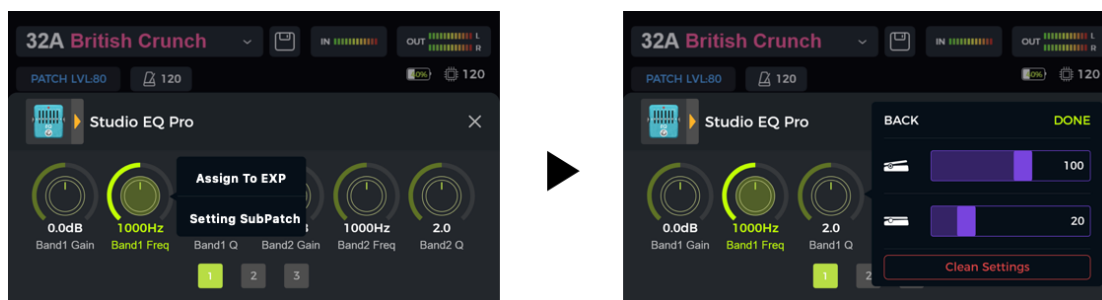 32A British Crunch
IN
OUT
L
R
PATCH LVL:80
120
120
Studio EQ Pro
Assign To EXP
Setting SubPatch
0.0dB
1000Hz
1000Hz
2.0
Band1 Gain
Band1 Freq
Band1 Q
Band2 Gain
Band2 Freq
Band2 Q
1
2
3
32A British Crunch
IN
OUT
L
R
PATCH LVL:80
120
120
Studio EQ Pro
BACK
DONE
100
20
Clean Settings
0.0dB
1000Hz
2.0
Band1 Gain
Band1 Freq
Band1 Q
1
2